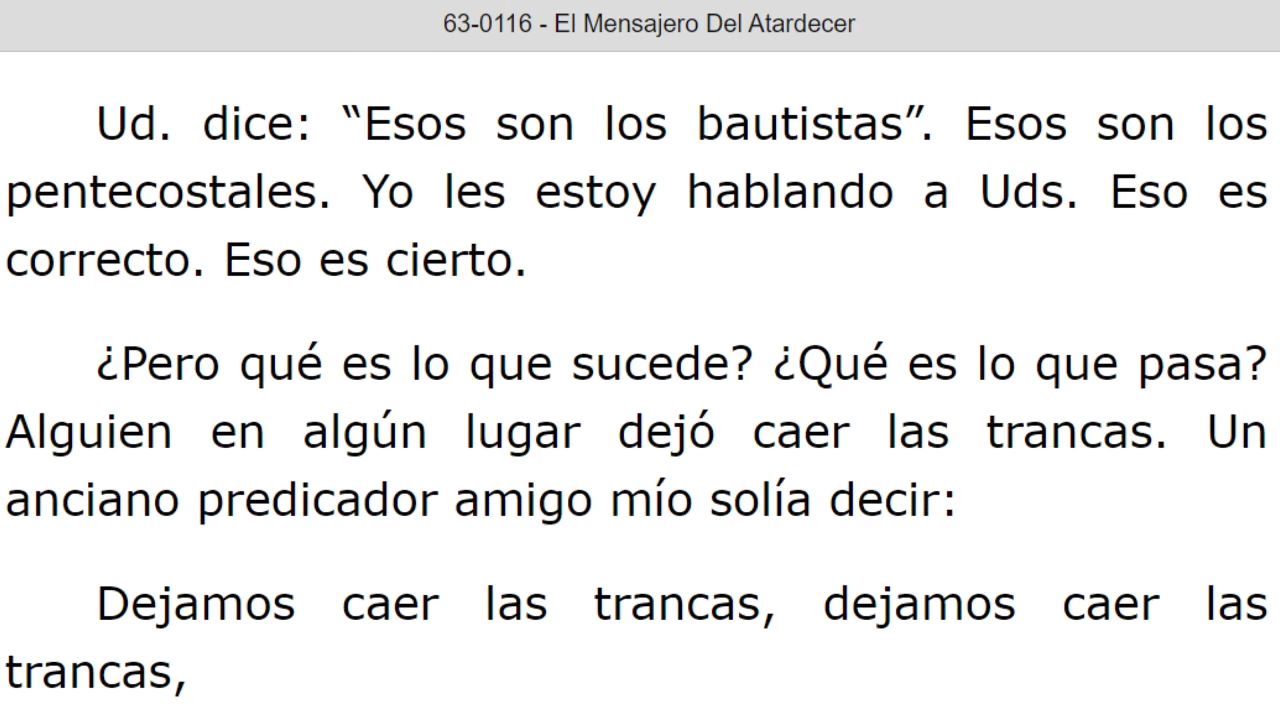 63-0116 - El Mensajero Del Atardecer
Ud. dice: “Esos son los bautistas”. Esos son los
pentecostales. Yo les estoy hablando a Uds. Eso es
correcto. Eso es cierto.
¿Pero qué es lo que sucede? ¿Qué es lo que pasa?
Alguien en algún lugar dejó caer las trancas. Un
anciano predicador amigo mío solía decir:
Dejamos caer las trancas, dejamos caer las
trancas,